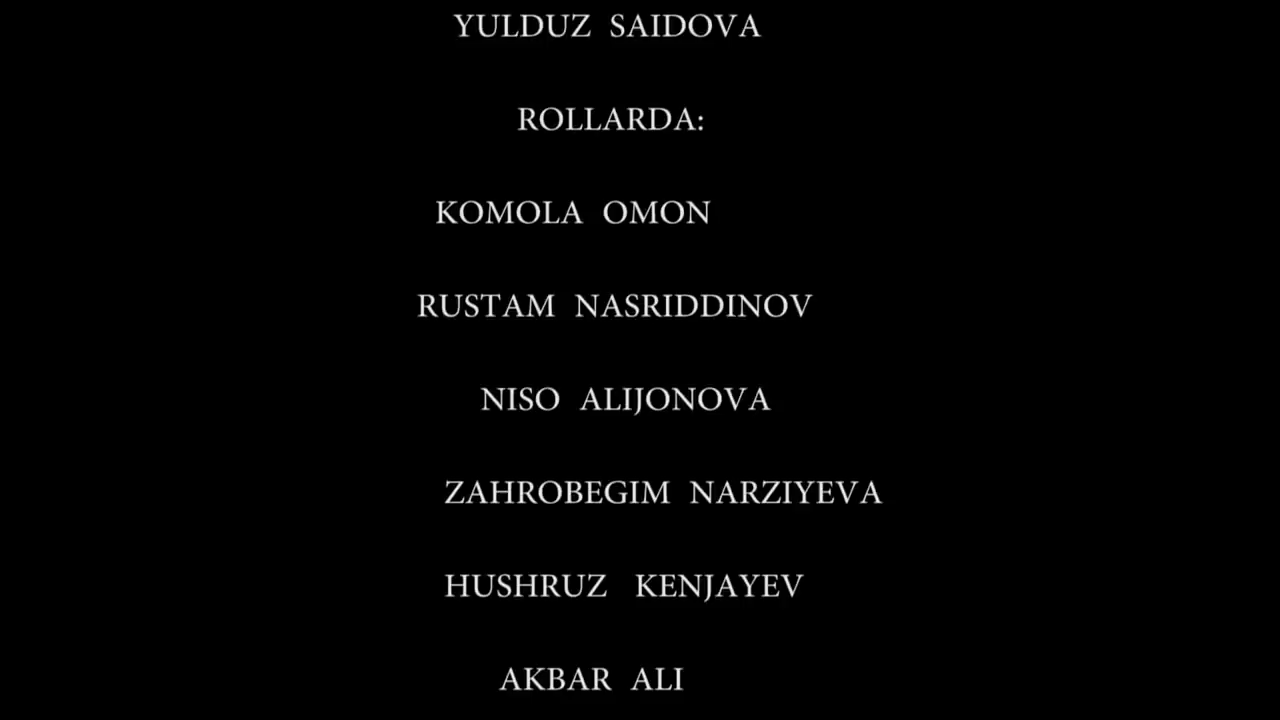 YULDUZ SAIDOVA
ROLLARDA:
KOMOLA OMON
RUSTAM NASRIDDINOV
NISO ALIJONOVA
ZAHROBEGIM NARZIYEVA
HUSHRUZ KENJAYEV
AKBAR ALI